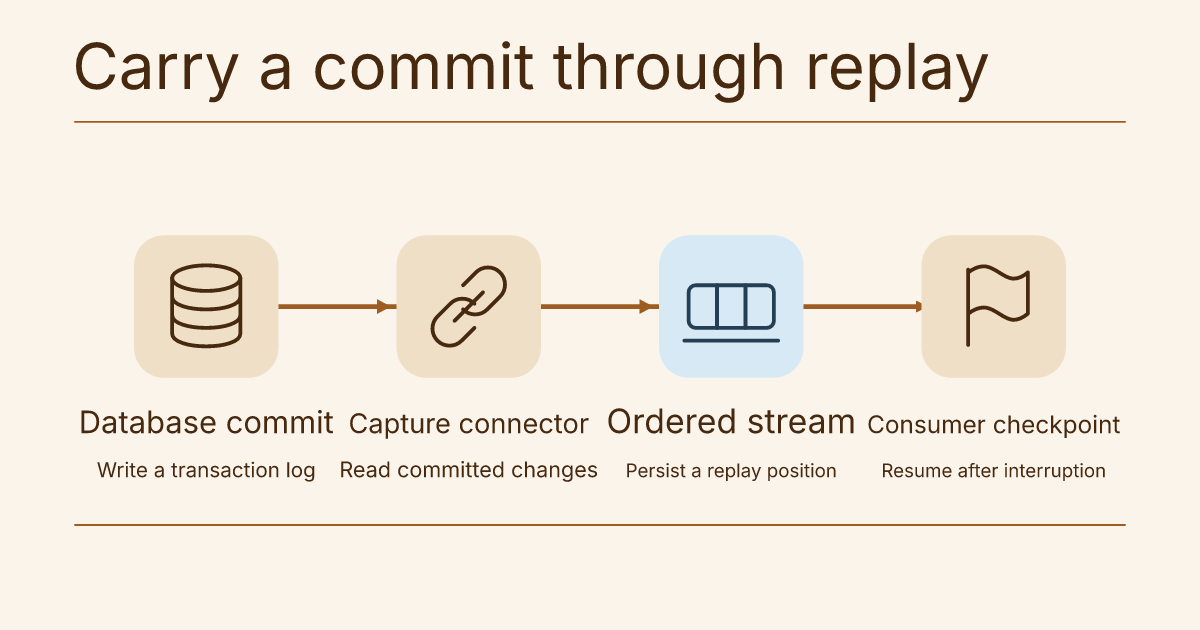 Carry a commit through replay
Database commit
Write a transaction log
Capture connector
Read committed changes
Ordered stream
Persist a replay position
Consumer checkpoint
Resume after interruption